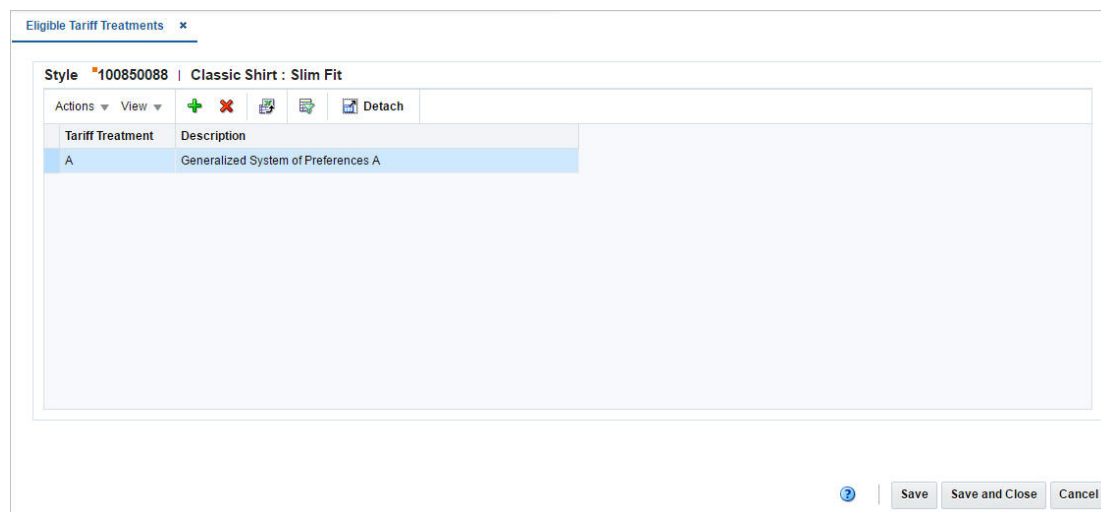 Eligible Tariff Treatments ×
Style 100850088 | Classic Shirt : Slim Fit
Actions View Detach
Tariff Treatment Description
A Generalized System of Preferences A
? Save Save and Close Cancel